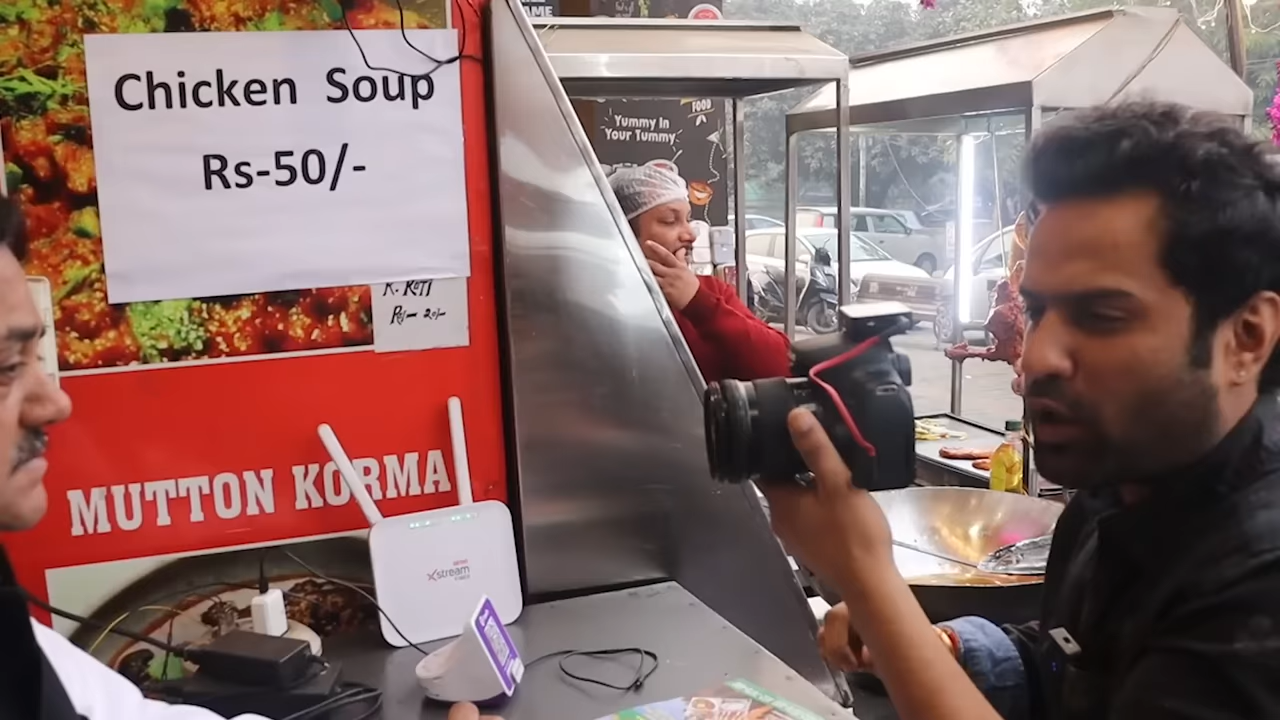 Chicken Soup
Rs-50/-
R. ROTI
Rs- 20/-
MUTTON KORMA
Xstream
FOOD
Yummy In
Your Tummy